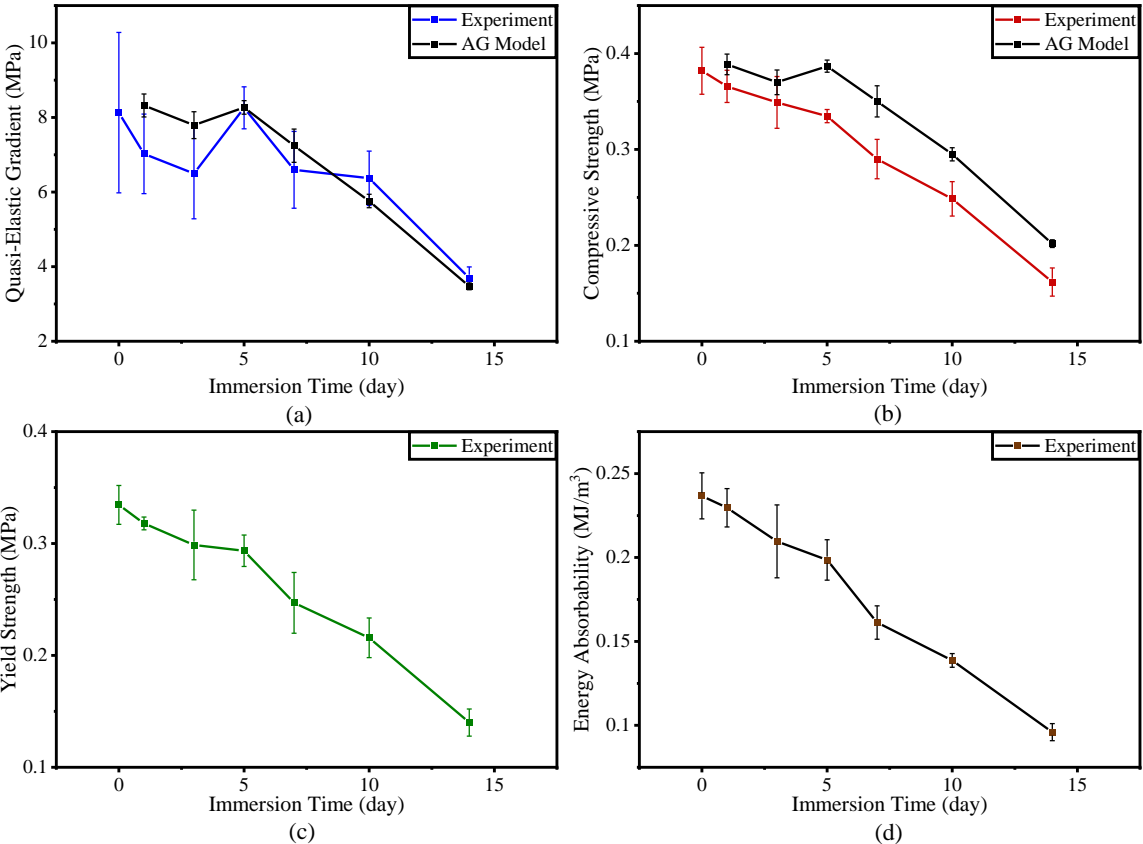 Quasi-Elastic Gradient (MPa)
10
8
6
4
2
Experiment
AG Model
0
5
10
15
Immersion Time (day)
(a)
Compressive Strength (MPa)
0.4
0.3
0.2
0.1
Experiment
AG Model
0
5
10
15
Immersion Time (day)
(b)
Yield Strength (MPa)
0.4
0.3
0.2
0.1
Experiment
0
5
10
15
Immersion Time (day)
(c)
Energy Absorbability (MJ/m³)
0.25
0.2
0.15
0.1
Experiment
0
5
10
15
Immersion Time (day)
(d)